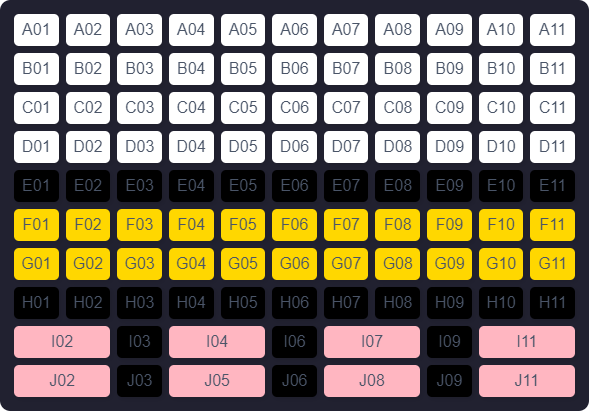 A01 A02 A03 A04 A05 A06 A07 A08 A09 A10 A11
B01 B02 B03 B04 B05 B06 B07 B08 B09 B10 B11
C01 C02 C03 C04 C05 C06 C07 C08 C09 C10 C11
D01 D02 D03 D04 D05 D06 D07 D08 D09 D10 D11
E01 E02 E03 E04 E05 E06 E07 E08 E09 E10 E11
F01 F02 F03 F04 F05 F06 F07 F08 F09 F10 F11
G01 G02 G03 G04 G05 G06 G07 G08 G09 G10 G11
H01 H02 H03 H04 H05 H06 H07 H08 H09 H10 H11
I02 I03 I04 I06 I07 I09 I11
J02 J03 J05 J06 J08 J09 J11